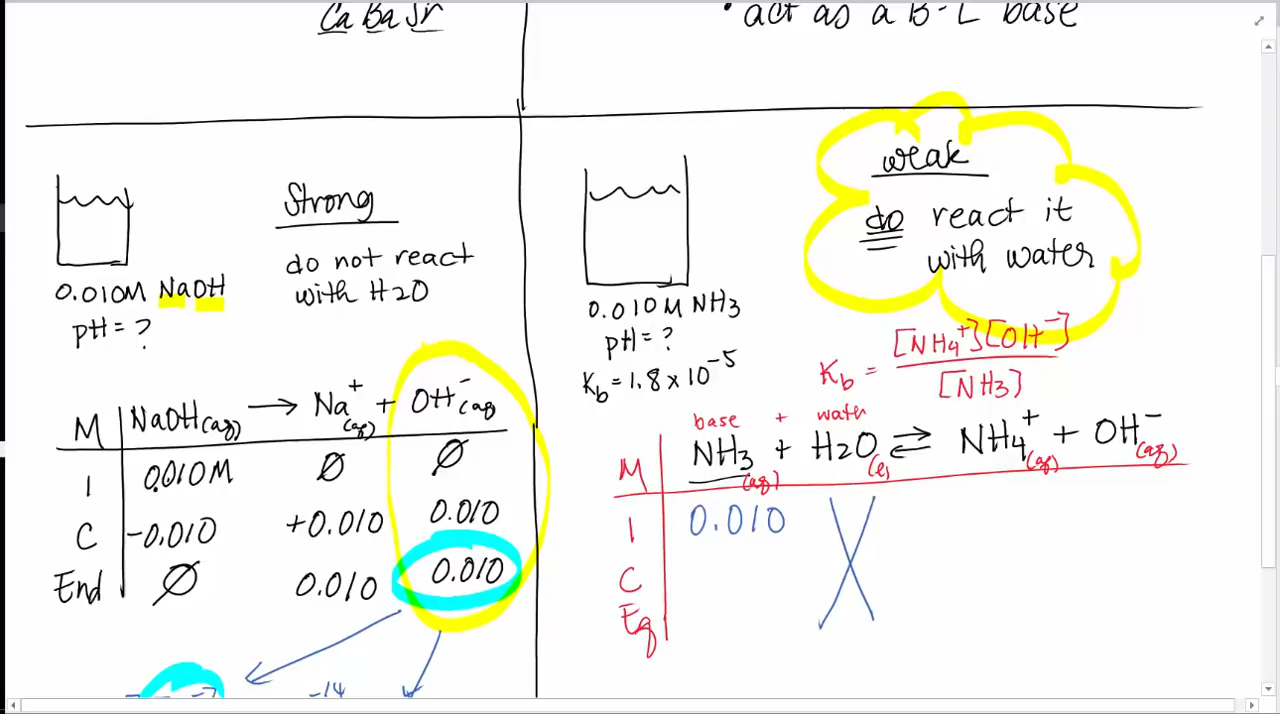 Ca Ba Sr
• act as a B-L base
0.010M NaOH
pH = ?
Strong
do not react
with H2O
M NaOH(aq) → Na⁺(aq) + OH⁻(aq)
I 0.010M Ø Ø
C -0.010 +0.010 0.010
End Ø 0.010 0.010
-14
weak
do react it
with water
0.010M NH3
pH = ?
Kb = 1.8 x 10⁻⁵
Kb = [NH4⁺][OH⁻]
[NH3]
base + water
M NH3(aq) + H2O(l) ⇌ NH4⁺(aq) + OH⁻(aq)
I 0.010
C
Eq